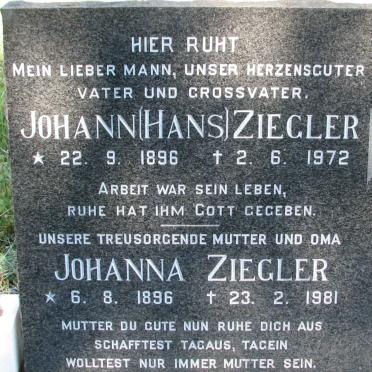 HIER RUHT
MEIN LIEBER MANN, UNSER HERZENSGUTER
VATER UND GROSSVATER.
JOHANN (HANS) ZIEGLER
* 22. 9. 1896 † 2. 6. 1972
ARBEIT WAR SEIN LEBEN,
RUHE HAT IHM GOTT GEGEBEN.
UNSERE TREUSORGENDE MUTTER UND OMA
JOHANNA ZIEGLER
* 6. 8. 1896 † 23. 2. 1981
MUTTER DU GUTE NUN RUHE DICH AUS
SCHAFFTEST TAGAUS, TAGEIN
WOLLTEST NUR IMMER MUTTER SEIN.